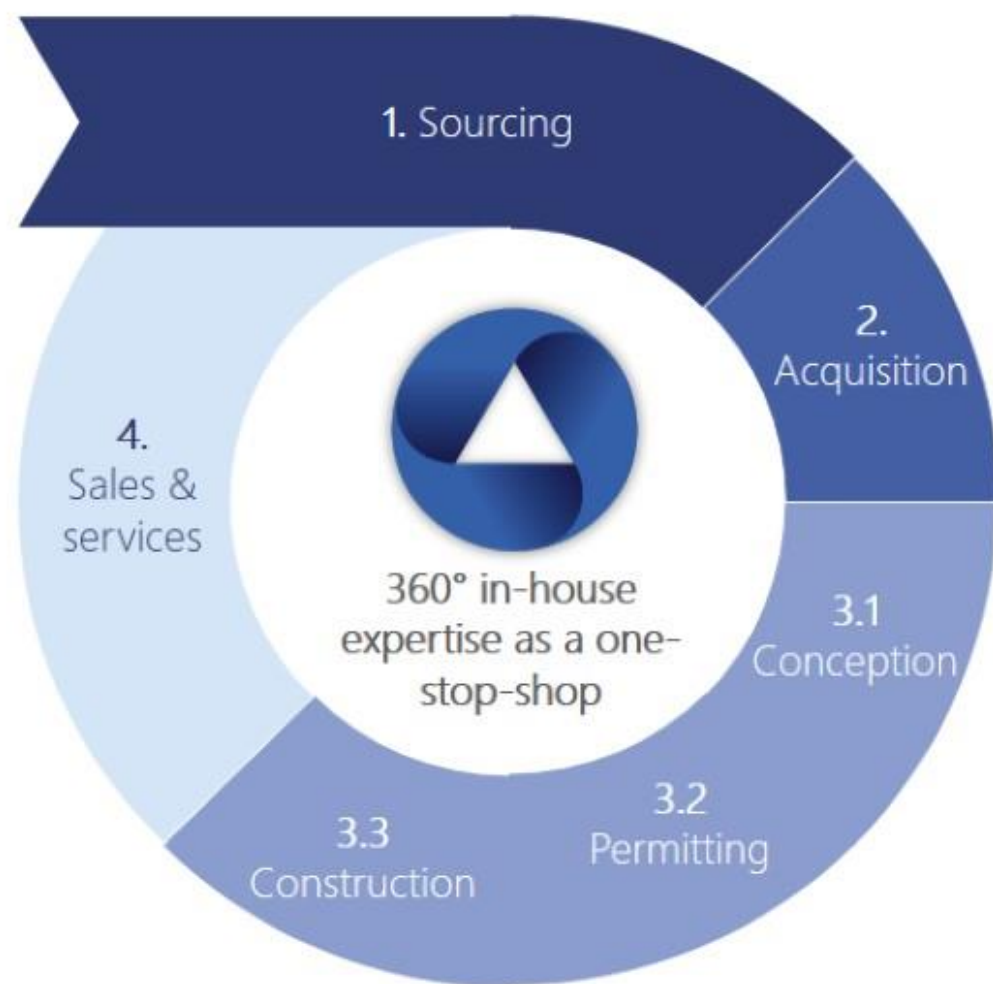 1. Sourcing
2.
Acquisition
3.1
Conception
3.2
Permitting
3.3
Construction
4.
Sales &
services
360° in-house
expertise as a one-
stop-shop